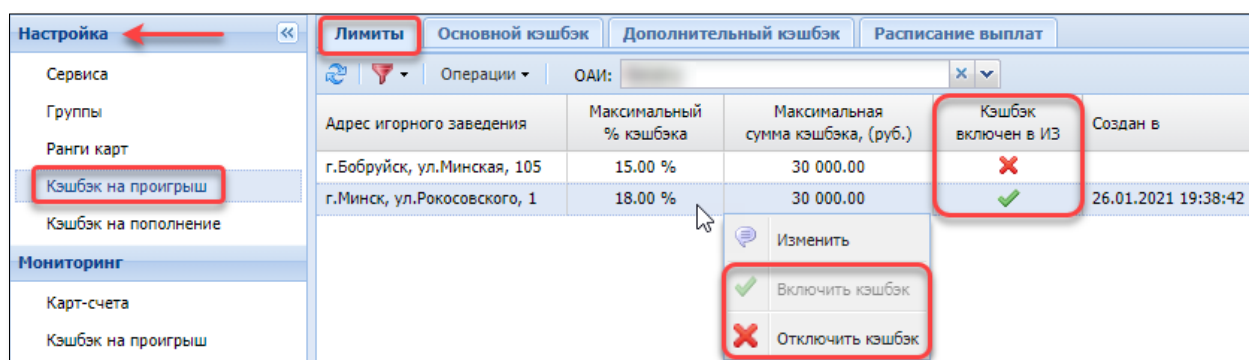 Настройка
Сервиса
Группы
Ранги карт
Кэшбэк на проигрыш
Кэшбэк на пополнение
Мониторинг
Карт-счета
Кэшбэк на проигрыш
Лимиты Основной кэшбэк Дополнительный кэшбэк Расписание выплат
Операции ОАИ:
Адрес игорного заведения Максимальный % кэшбэка Максимальная сумма кэшбэка, (руб.) Кэшбэк включен в ИЗ Создан в
г.Бобруйск, ул.Минская, 105 15.00 % 30 000.00
г.Минск, ул.Рокосовского, 1 18.00 % 30 000.00 26.01.2021 19:38:42
Изменить
Включить кэшбэк
Отключить кэшбэк